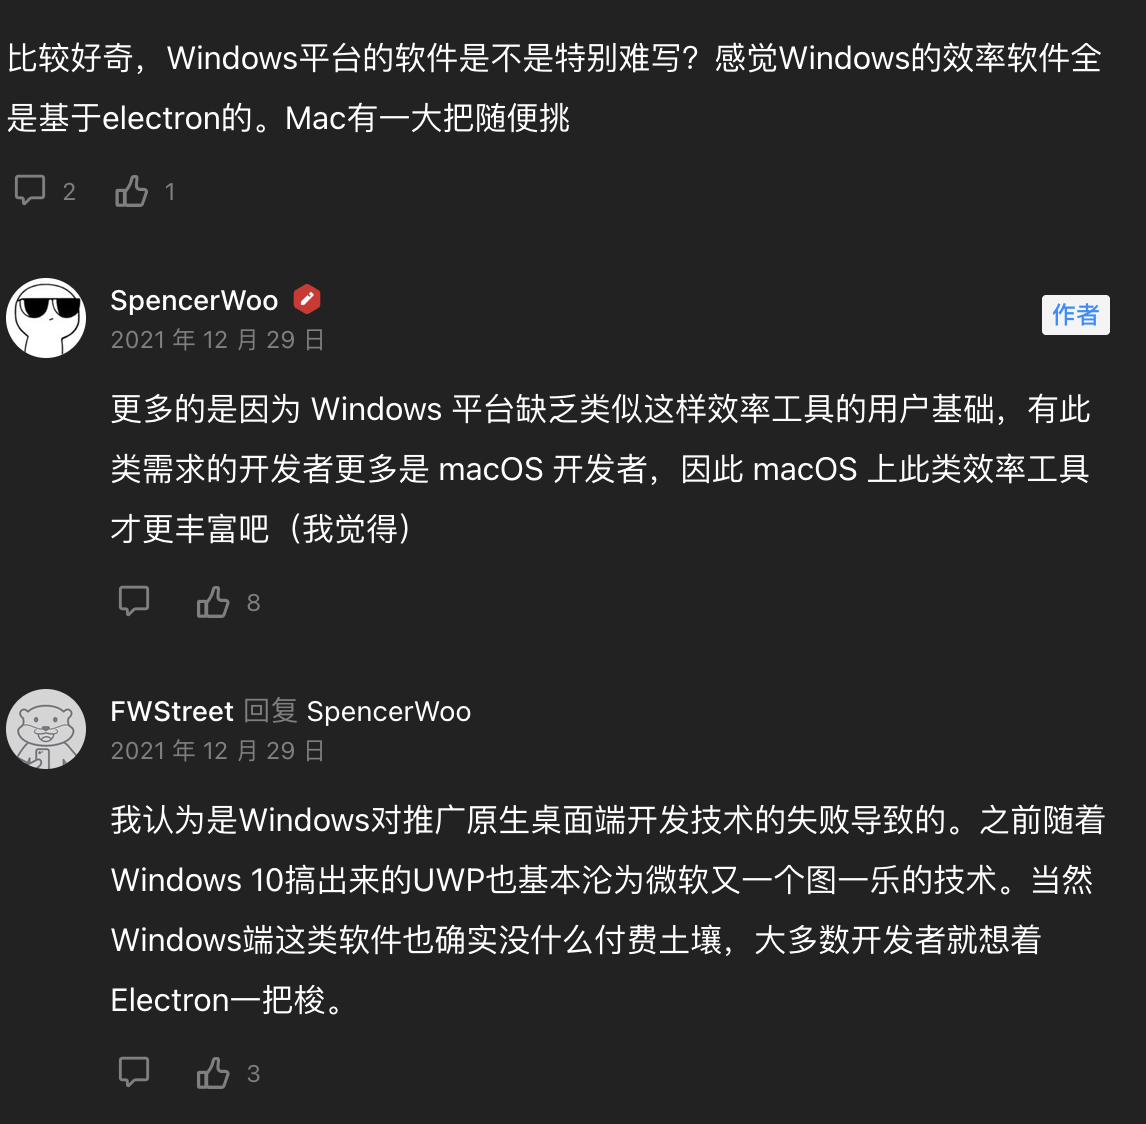 比较好奇，Windows平台的软件是不是特别难写？感觉Windows的效率软件全
是基于electron的。Mac有一大把随便挑
2 1
SpencerWoo 作者
2021 年 12 月 29 日
更多的是因为 Windows 平台缺乏类似这样效率工具的用户基础，有此
类需求的开发者更多是 macOS 开发者，因此 macOS 上此类效率工具
才更丰富吧（我觉得）
8
FWStreet 回复 SpencerWoo
2021 年 12 月 29 日
我认为是Windows对推广原生桌面端开发技术的失败导致的。之前随着
Windows 10搞出来的UWP也基本沦为微软又一个图一乐的技术。当然
Windows端这类软件也确实没什么付费土壤，大多数开发者就想着
Electron一把梭。
3